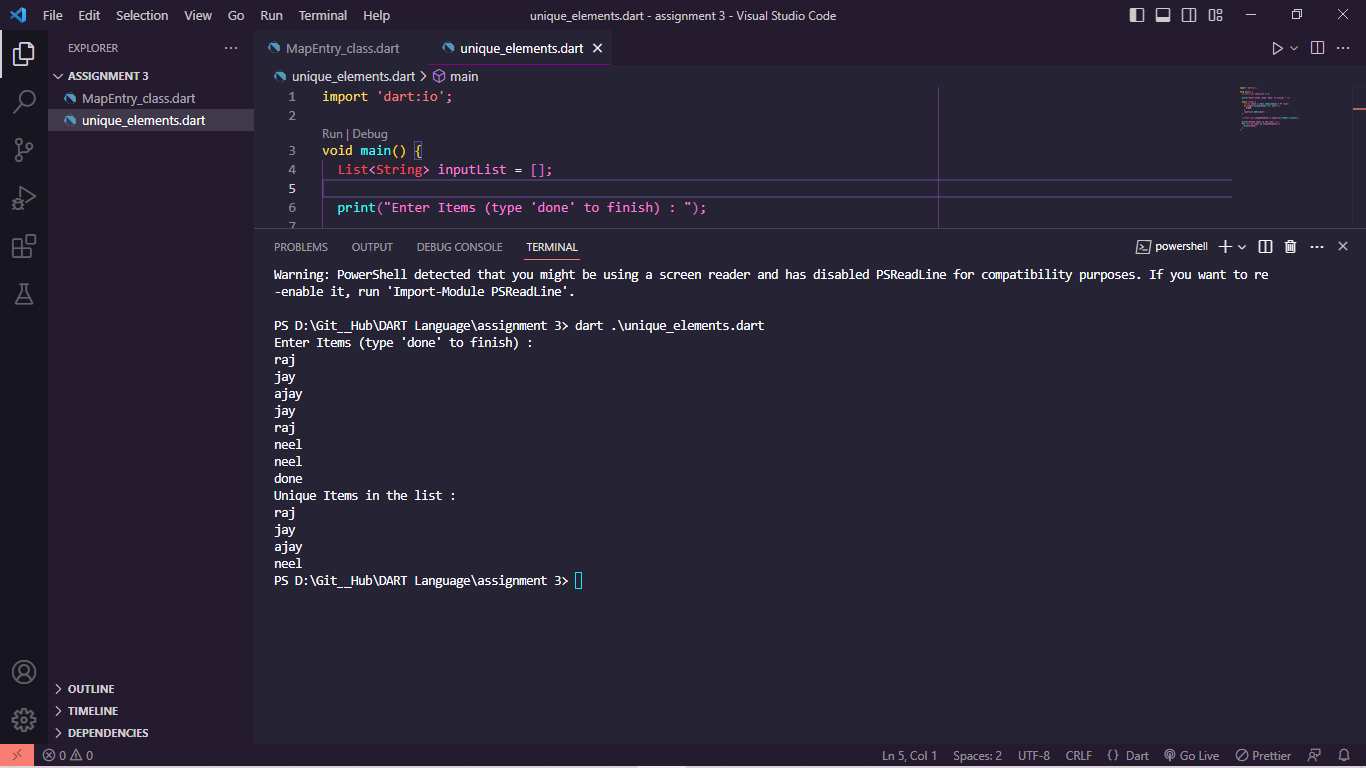 File Edit Selection View Go Run Terminal Help
unique_elements.dart - assignment 3 - Visual Studio Code
EXPLORER
ASSIGNMENT 3
MapEntry_class.dart
unique_elements.dart
OUTLINE
TIMELINE
DEPENDENCIES
MapEntry_class.dart unique_elements.dart
unique_elements.dart > main
1 import 'dart:io';
2
Run | Debug
3 void main() {
4 List<String> inputList = [];
5
6 print("Enter Items (type 'done' to finish) : ");
7
PROBLEMS OUTPUT DEBUG CONSOLE TERMINAL
powershell
Warning: PowerShell detected that you might be using a screen reader and has disabled PSReadLine for compatibility purposes. If you want to re
-enable it, run 'Import-Module PSReadLine'.
PS D:\Git__Hub\DART Language\assignment 3> dart .\unique_elements.dart
Enter Items (type 'done' to finish) :
raj
jay
ajay
jay
raj
neel
neel
done
Unique Items in the list :
raj
jay
ajay
neel
PS D:\Git__Hub\DART Language\assignment 3>
0 0
Ln 5, Col 1 Spaces: 2 UTF-8 CRLF {} Dart Go Live Prettier